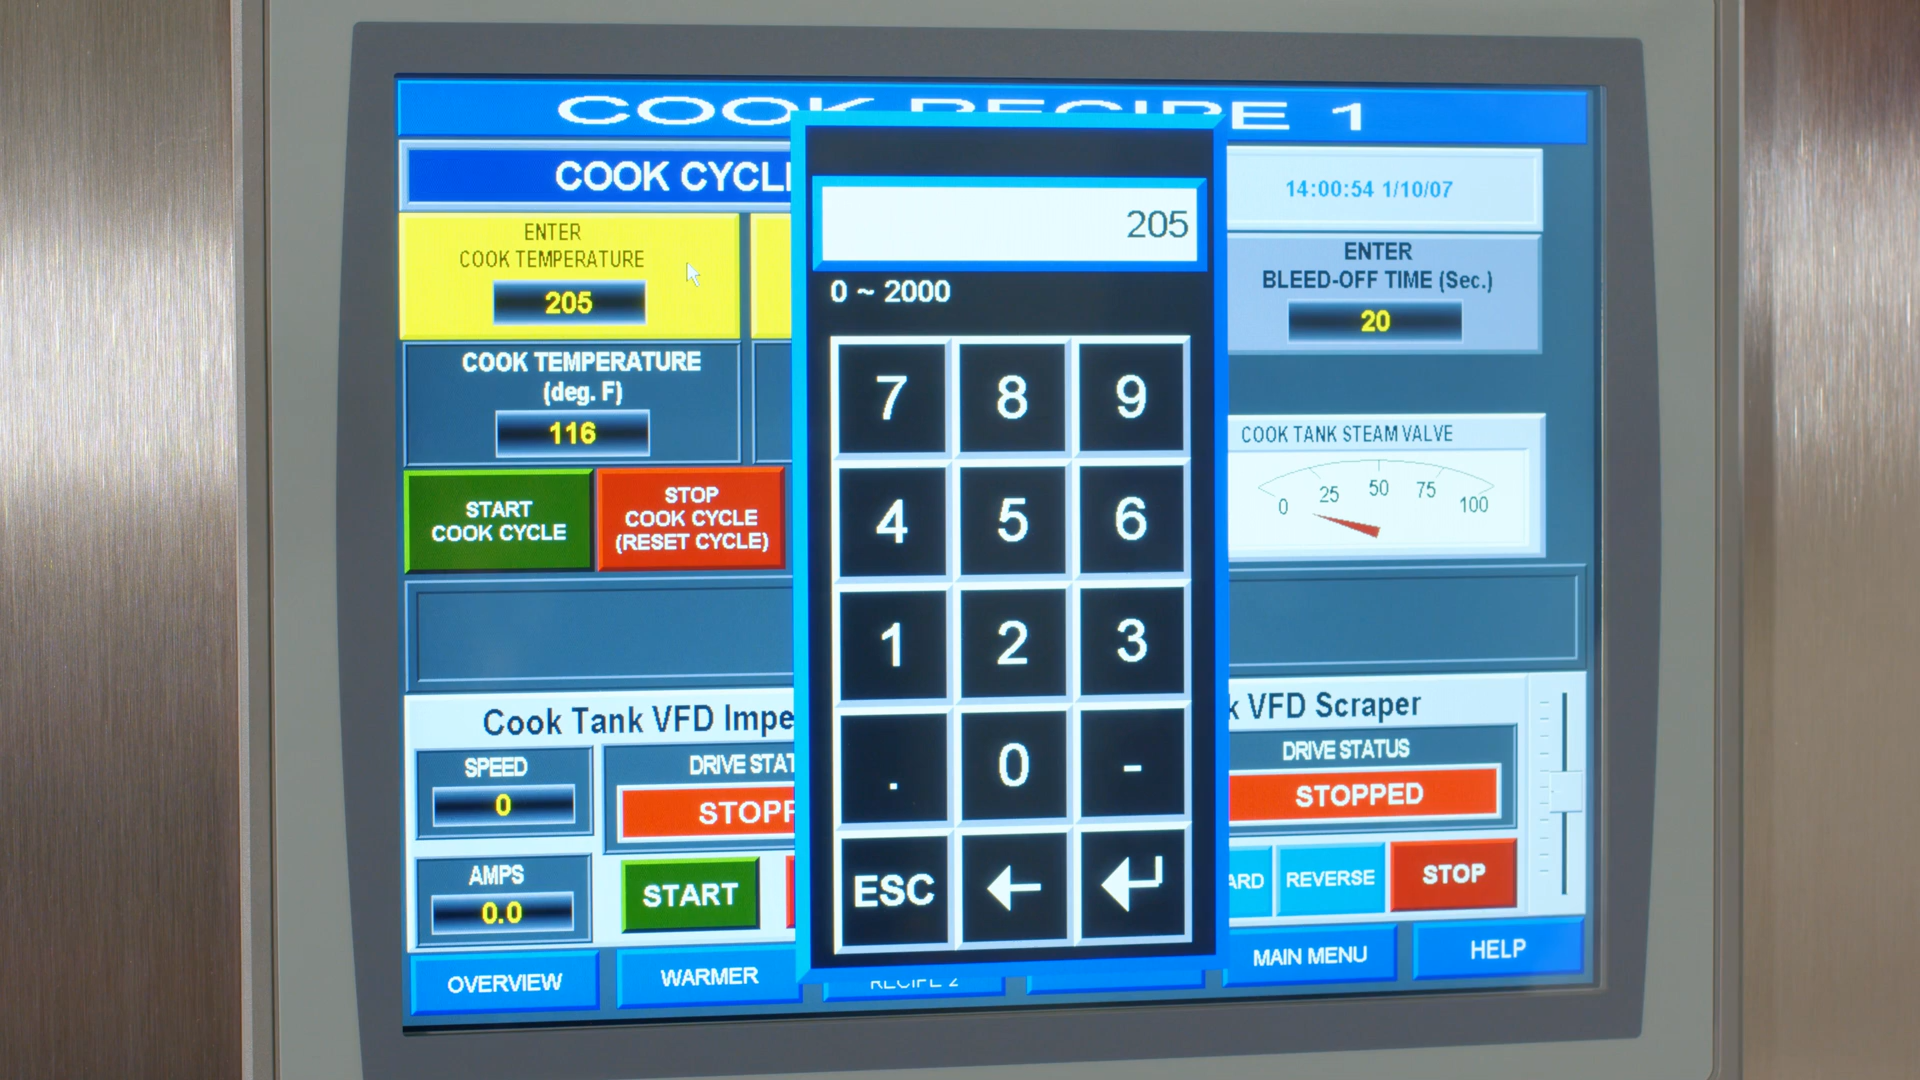 COOK RECIPE 1
COOK CYCL
14:00:54 1/10/07
ENTER
COOK TEMPERATURE
205
COOK TEMPERATURE
(deg. F)
116
START
COOK CYCLE
STOP
COOK CYCLE
(RESET CYCLE)
205
0 ~ 2000
7 8 9
4 5 6
1 2 3
. 0 -
ESC
ENTER
BLEED-OFF TIME (Sec.)
20
COOK TANK STEAM VALVE
0 25 50 75 100
Cook Tank VFD Impe
SPEED
0
DRIVE STAT
STOPP
AMPS
0.0
START
VFD Scraper
DRIVE STATUS
STOPPED
ARD
REVERSE
STOP
OVERVIEW
WARMER
RECIPE 2
MAIN MENU
HELP